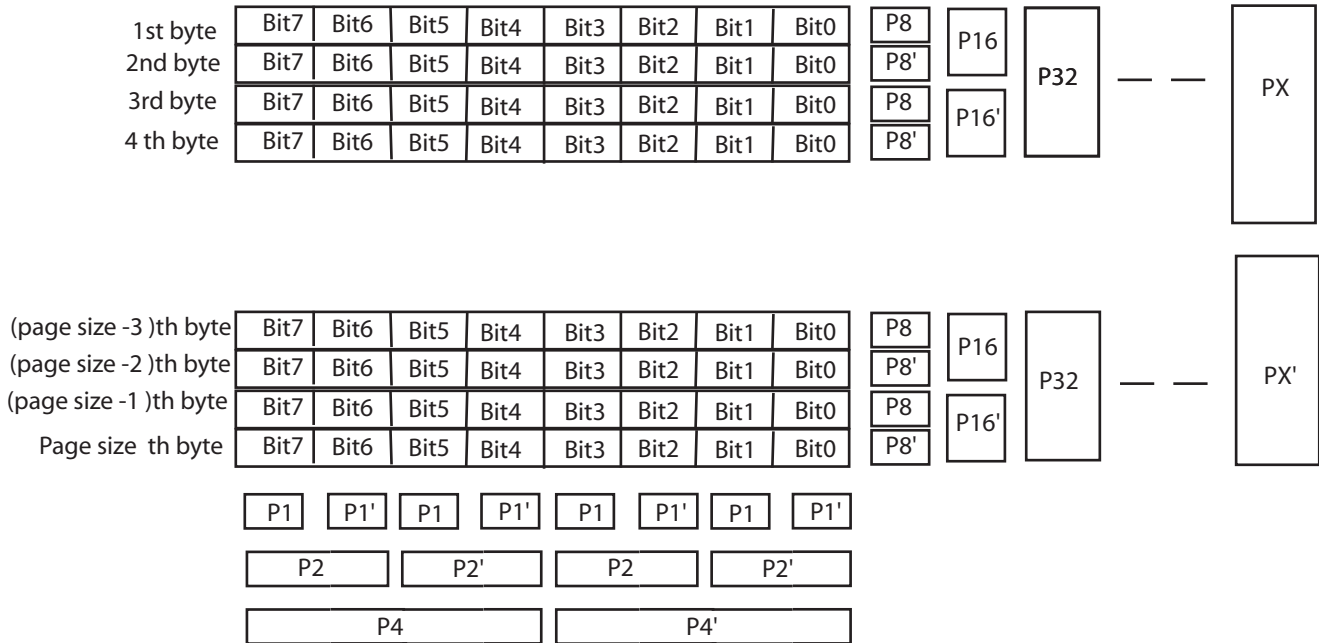 1st byte Bit7 Bit6 Bit5 Bit4 Bit3 Bit2 Bit1 Bit0 P8 P16 P32 PX
2nd byte Bit7 Bit6 Bit5 Bit4 Bit3 Bit2 Bit1 Bit0 P8'
3rd byte Bit7 Bit6 Bit5 Bit4 Bit3 Bit2 Bit1 Bit0 P8 P16'
4 th byte Bit7 Bit6 Bit5 Bit4 Bit3 Bit2 Bit1 Bit0 P8'
(page size -3 )th byte Bit7 Bit6 Bit5 Bit4 Bit3 Bit2 Bit1 Bit0 P8 P16 P32 PX'
(page size -2 )th byte Bit7 Bit6 Bit5 Bit4 Bit3 Bit2 Bit1 Bit0 P8'
(page size -1 )th byte Bit7 Bit6 Bit5 Bit4 Bit3 Bit2 Bit1 Bit0 P8 P16'
Page size th byte Bit7 Bit6 Bit5 Bit4 Bit3 Bit2 Bit1 Bit0 P8'
P1 P1' P1 P1' P1 P1' P1 P1'
P2 P2' P2 P2'
P4 P4'